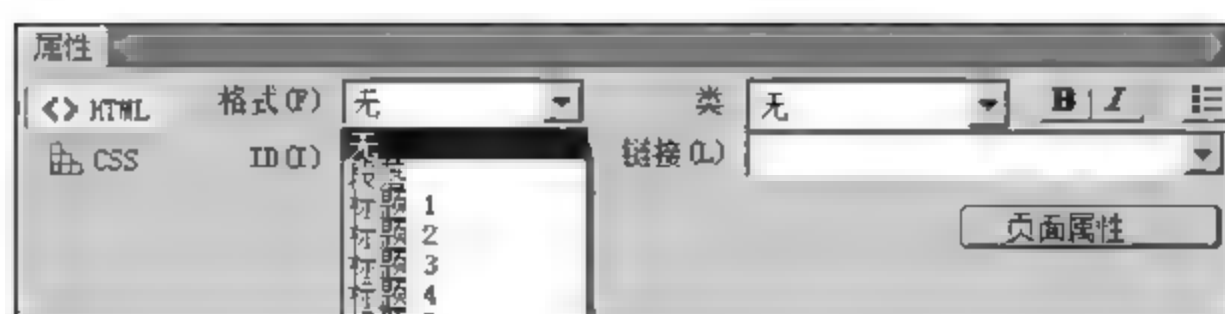 属性
<> HTML 格式(F) 无 类 无 B I
CSS ID(I) 无 链接(L)
段落
标题 1
标题 2 页面属性
标题 3
标题 4